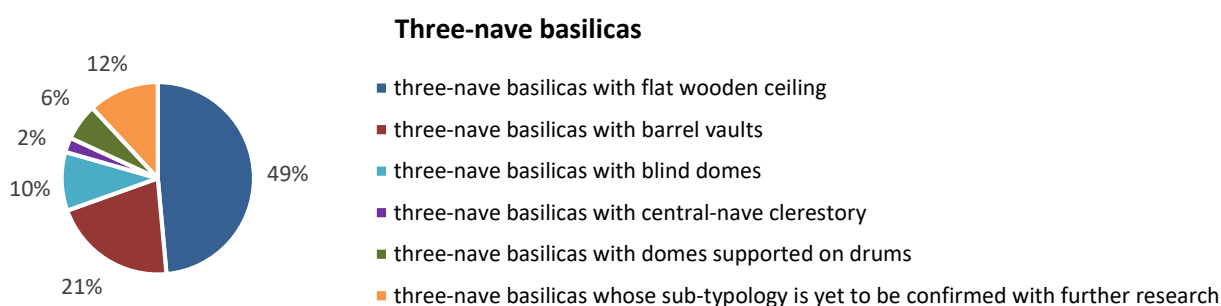 Three-nave basilicas
12%
6%
2%
10%
21%
49%
three-nave basilicas with flat wooden ceiling
three-nave basilicas with barrel vaults
three-nave basilicas with blind domes
three-nave basilicas with central-nave clerestory
three-nave basilicas with domes supported on drums
three-nave basilicas whose sub-typology is yet to be confirmed with further research